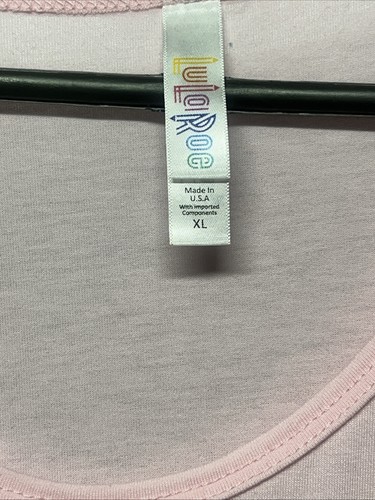 LuLaRoe
Made In
U.S.A
With Imported
Components
XL